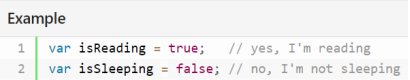 Example
1 var isReading = true;   // yes, I'm reading
2 var isSleeping = false; // no, I'm not sleeping